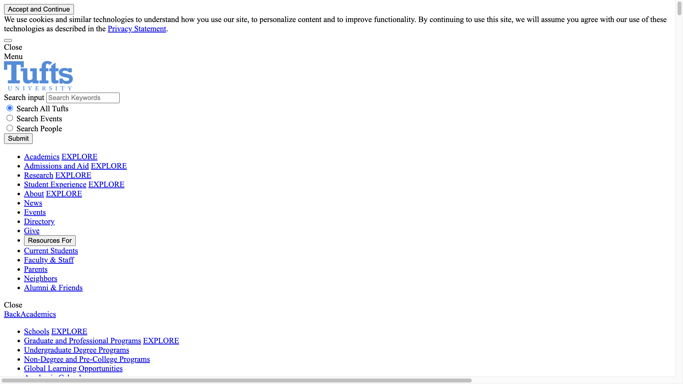 Accept and Continue
We use cookies and similar technologies to understand how you use our site, to personalize content and to improve functionality. By continuing to use this site, we will assume you agree with our use of these
technologies as described in the Privacy Statement.
Close
Menu
Tufts
UNIVERSITY
Search input Search Keywords
Search All Tufts
Search Events
Search People
Submit
Academics EXPLORE
Admissions and Aid EXPLORE
Research EXPLORE
Student Experience EXPLORE
About EXPLORE
News
Events
Directory
Give
Resources For
Current Students
Faculty & Staff
Parents
Neighbors
Alumni & Friends
Close
BackAcademics
Schools EXPLORE
Graduate and Professional Programs EXPLORE
Undergraduate Degree Programs
Non-Degree and Pre-College Programs
Global Learning Opportunities